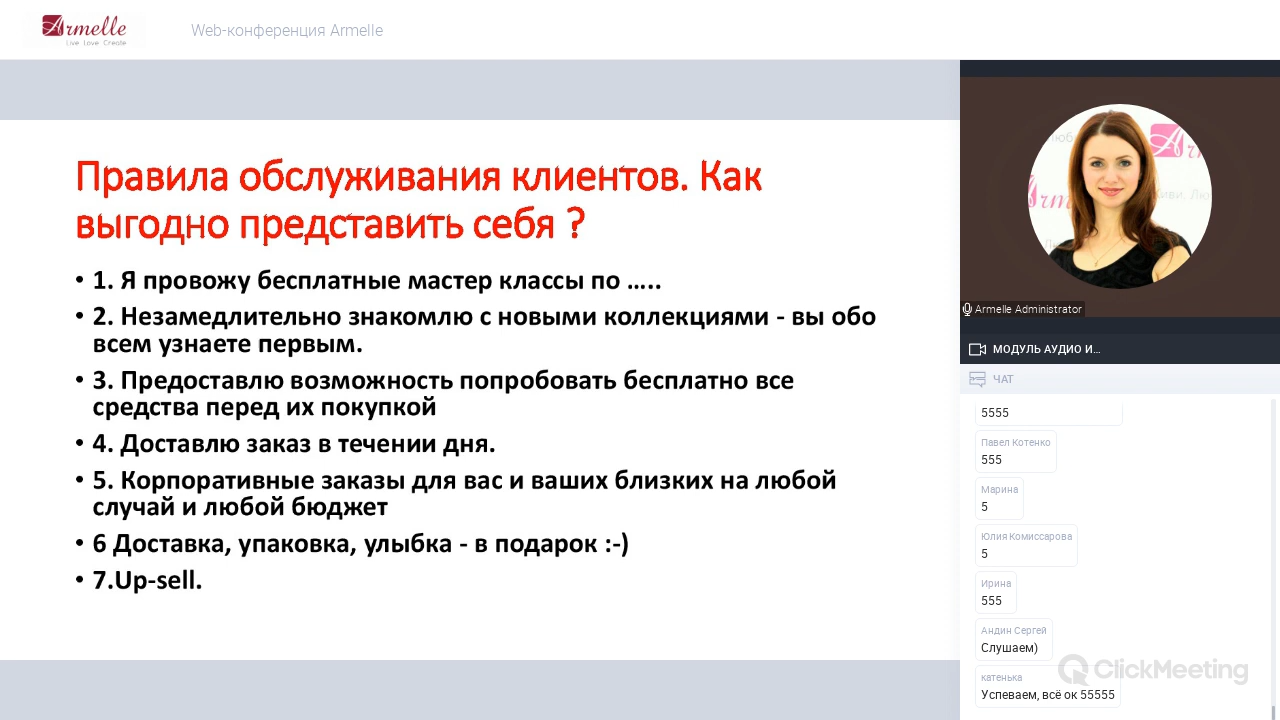 Armelle
Live Love Create
Web-конференция Armelle
Правила обслуживания клиентов. Как
выгодно представить себя ?
• 1. Я провожу бесплатные мастер классы по …..
• 2. Незамедлительно знакомлю с новыми коллекциями - вы обо
всем узнаете первым.
• 3. Предоставлю возможность попробовать бесплатно все
средства перед их покупкой
• 4. Доставлю заказ в течении дня.
• 5. Корпоративные заказы для вас и ваших близких на любой
случай и любой бюджет
• 6 Доставка, упаковка, улыбка - в подарок :-)
• 7.Up-sell.
Armelle Administrator
МОДУЛЬ АУДИО И...
ЧАТ
5555
Павел Котенко
555
Марина
5
Юлия Комиссарова
5
Ирина
555
Андин Сергей
Слушаем)
катенька
Успеваем, всё ок 55555
ClickMeeting